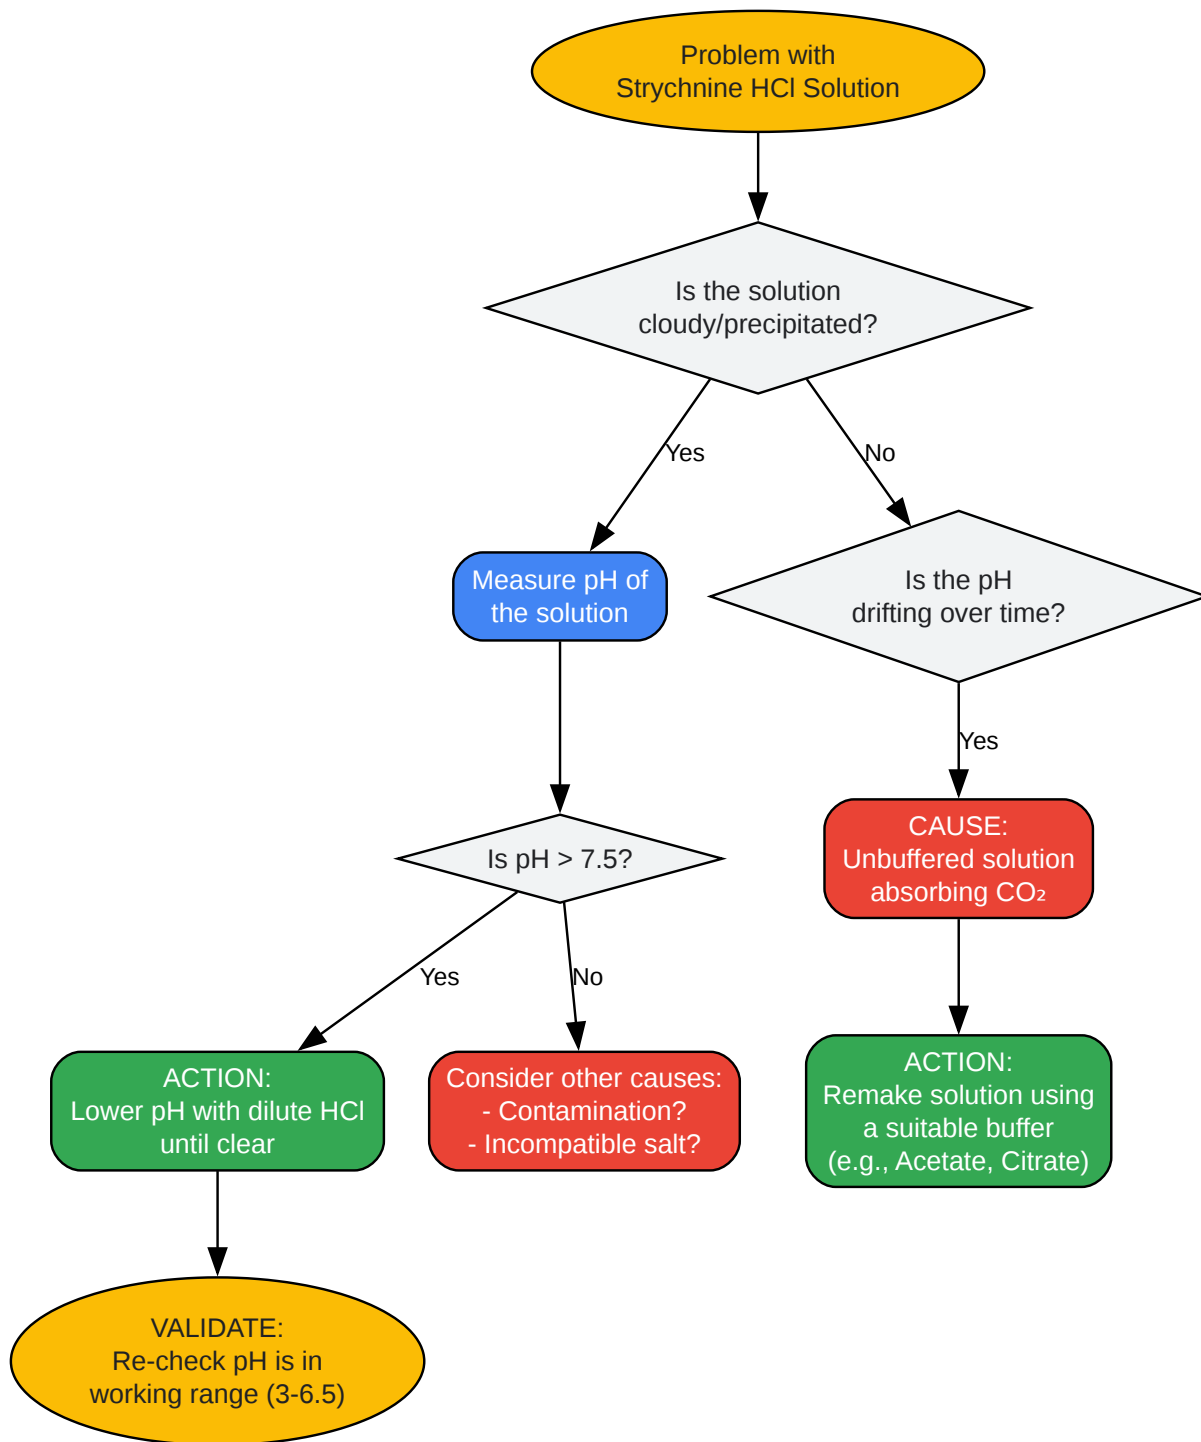 Problem with
Strychnine HCl Solution
Is the solution
cloudy/precipitated?
Yes
No
Measure pH of
the solution
Is the pH
drifting over time?
Yes
Is pH > 7.5?
CAUSE:
Unbuffered solution
absorbing CO₂
Yes
No
ACTION:
Lower pH with dilute HCl
until clear
Consider other causes:
- Contamination?
- Incompatible salt?
ACTION:
Remake solution using
a suitable buffer
(e.g., Acetate, Citrate)
VALIDATE:
Re-check pH is in
working range (3-6.5)